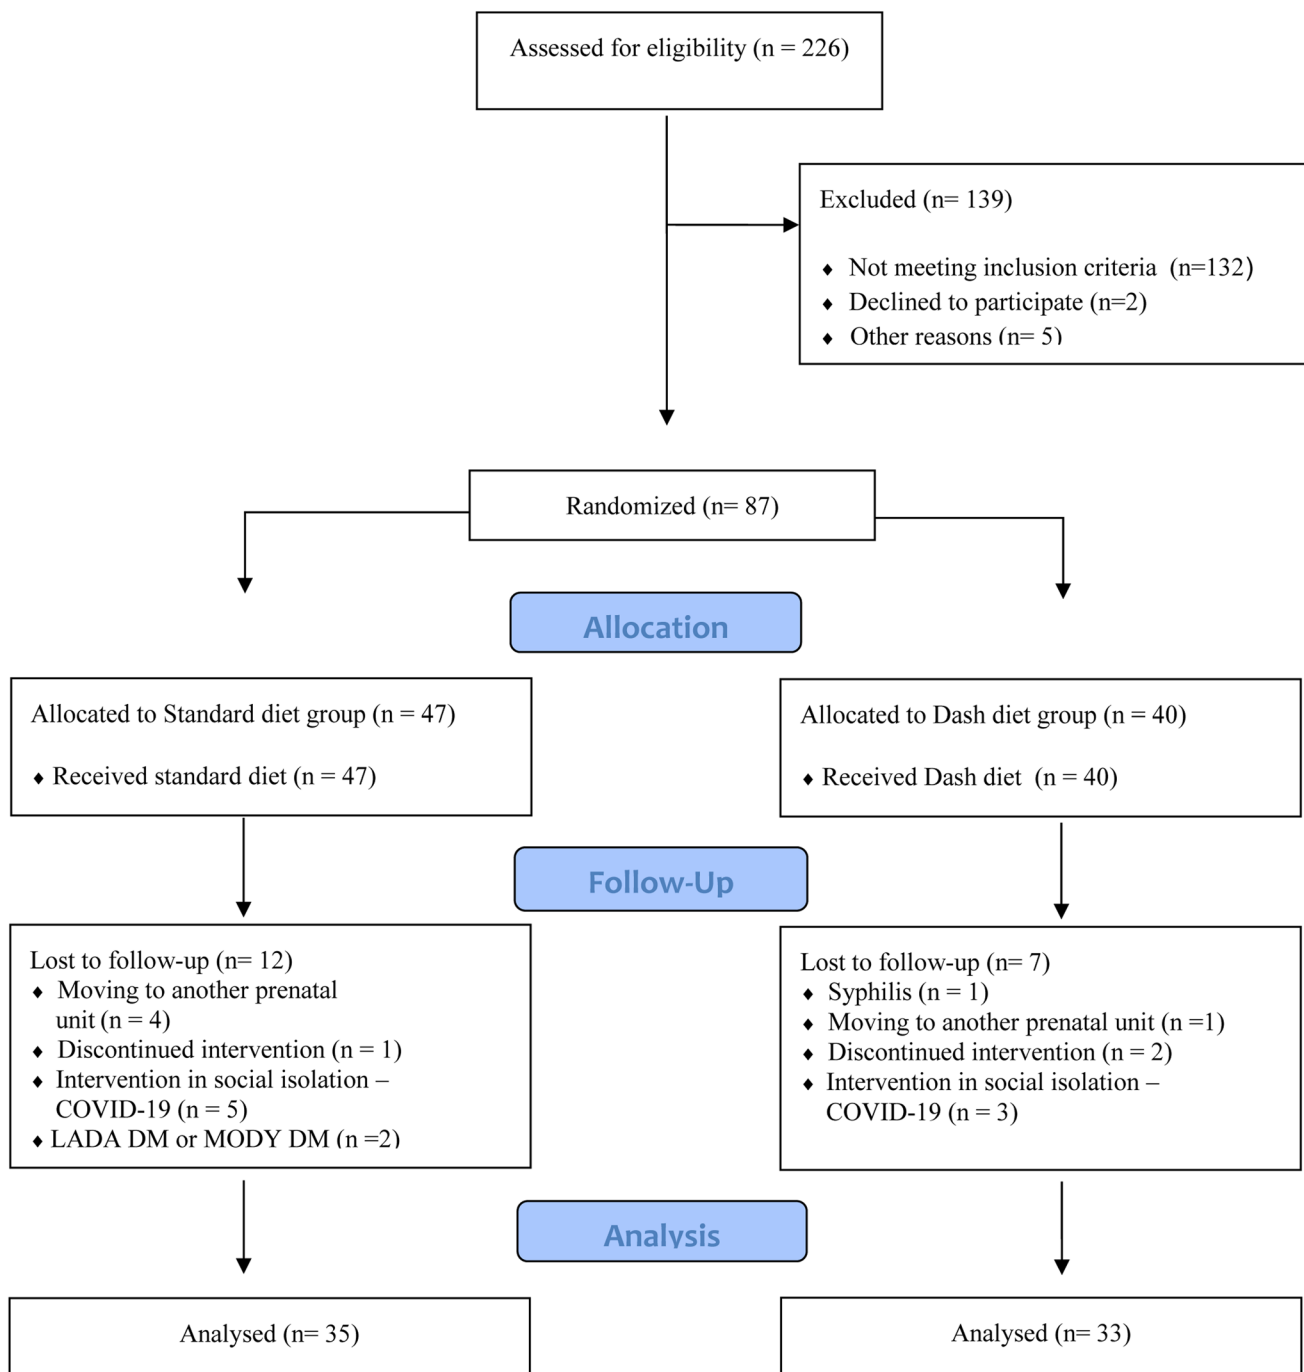 Assessed for eligibility (n = 226)
Excluded (n= 139)
♦ Not meeting inclusion criteria (n=132)
♦ Declined to participate (n=2)
♦ Other reasons (n= 5)
Randomized (n= 87)
Allocation
Allocated to Standard diet group (n = 47)
♦ Received standard diet (n = 47)
Allocated to Dash diet group (n = 40)
♦ Received Dash diet (n = 40)
Follow-Up
Lost to follow-up (n= 12)
♦ Moving to another prenatal
unit (n = 4)
♦ Discontinued intervention (n = 1)
♦ Intervention in social isolation –
COVID-19 (n = 5)
♦ LADA DM or MODY DM (n =2)
Lost to follow-up (n= 7)
♦ Syphilis (n = 1)
♦ Moving to another prenatal unit (n =1)
♦ Discontinued intervention (n = 2)
♦ Intervention in social isolation –
COVID-19 (n = 3)
Analysis
Analysed (n= 35)
Analysed (n= 33)